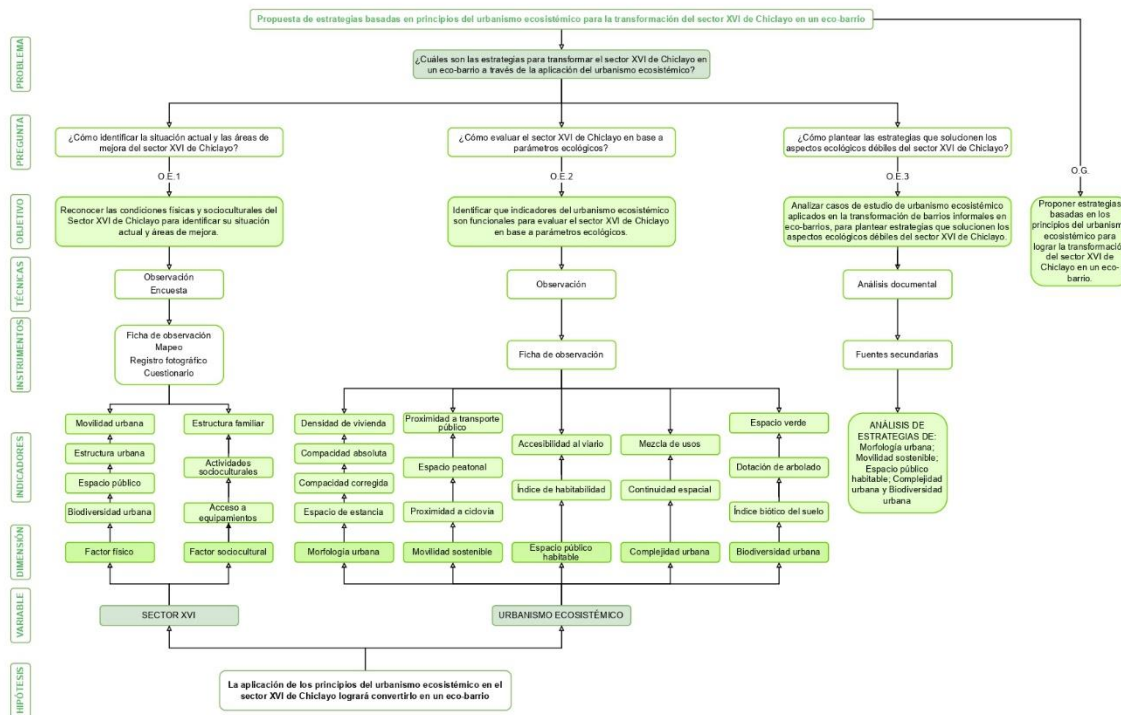 Propuesta de estrategias basadas en principios del urbanismo ecosistémico para la transformación del sector XVI de Chiclayo en un eco-barrio
PROBLEMA
¿Cuáles son las estrategias para transformar el sector XVI de Chiclayo en
un eco-barrio a través de la aplicación del urbanismo ecosistémico?
PREGUNTA
¿Cómo identificar la situación actual y las áreas de
mejora del sector XVI de Chiclayo?
¿Cómo evaluar el sector XVI de Chiclayo en base a
parámetros ecológicos?
¿Cómo plantear las estrategias que solucionen los
aspectos ecológicos débiles del sector XVI de Chiclayo?
O.E.1
O.E.2
O.E.3
O.G.
OBJETIVO
Reconocer las condiciones físicas y socioculturales del
Sector XVI de Chiclayo para identificar su situación
actual y áreas de mejora.
Identificar que indicadores del urbanismo ecosistémico
son funcionales para evaluar el sector XVI de Chiclayo
en base a parámetros ecológicos.
Analizar casos de estudio de urbanismo ecosistémico
aplicados en la transformación de barrios informales en
eco-barrios, para plantear estrategias que solucionen los
aspectos ecológicos débiles del sector XVI de Chiclayo.
Proponer estrategias
basadas en los
principios del urbanismo
ecosistémico para
lograr la transformación
del sector XVI de
Chiclayo en un eco-
barrio.
TÉCNICAS
Observación
Encuesta
Observación
Análisis documental
INSTRUMENTOS
Ficha de observación
Mapeo
Registro fotográfico
Cuestionario
Ficha de observación
Fuentes secundarias
INDICADORES
Movilidad urbana
Estructura urbana
Espacio público
Biodiversidad urbana
Estructura familiar
Actividades
socioculturales
Acceso a
equipamientos
Densidad de vivienda
Compacidad absoluta
Compacidad corregida
Espacio de estancia
Proximidad a transporte
público
Espacio peatonal
Proximidad a ciclovía
Accesibilidad al viario
Índice de habitabilidad
Mezcla de usos
Continuidad espacial
Espacio verde
Dotación de arbolado
Índice biótico del suelo
ANÁLISIS DE
ESTRATEGIAS DE:
Morfología urbana;
Movilidad sostenible;
Espacio público
habitable; Complejidad
urbana y Biodiversidad
urbana
DIMENSIÓN
Factor físico
Factor sociocultural
Morfología urbana
Movilidad sostenible
Espacio público
habitable
Complejidad urbana
Biodiversidad urbana
VARIABLE
SECTOR XVI
URBANISMO ECOSISTÉMICO
HIPÓTESIS
La aplicación de los principios del urbanismo ecosistémico en el
sector XVI de Chiclayo logrará convertirlo en un eco-barrio